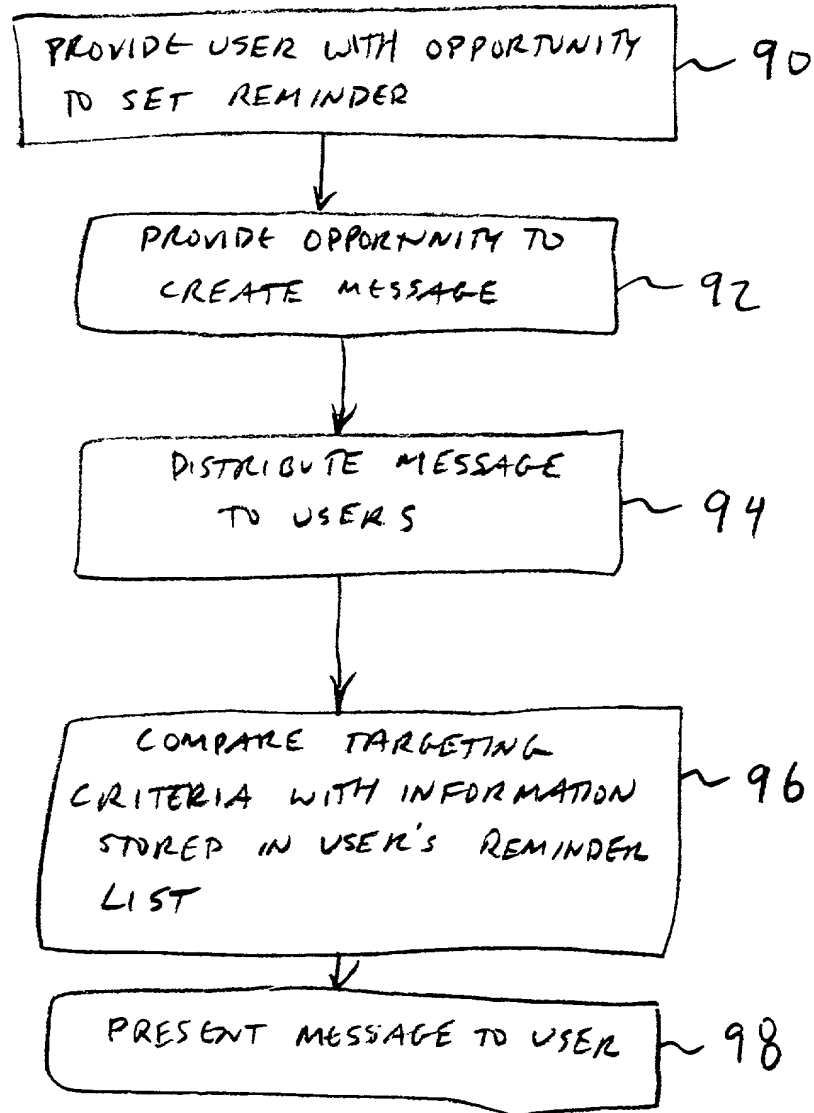 PROVIDE USER WITH OPPORTUNITY
TO SET REMINDER
90
PROVIDE OPPORTUNITY TO
CREATE MESSAGE
92
DISTRIBUTE MESSAGE
TO USERS
94
COMPARE TARGETING
CRITERIA WITH INFORMATION
STORED IN USER'S REMINDER
LIST
96
PRESENT MESSAGE TO USER
98